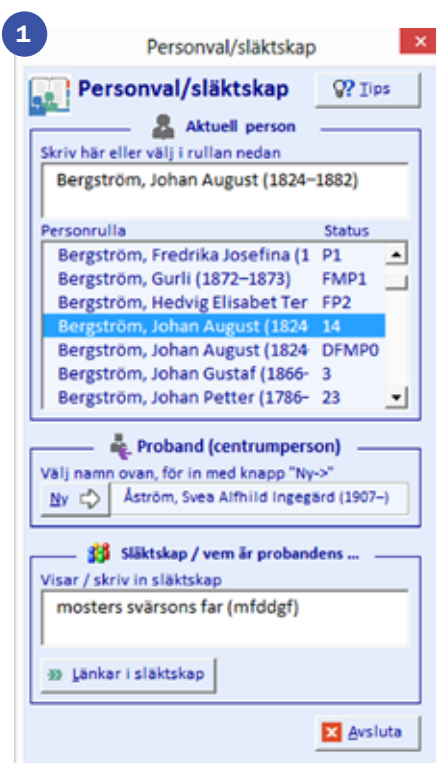 1
Personval/släktskap
Personval/släktskap
Tips
Aktuell person
Skriv här eller välj i rullan nedan
Bergström, Johan August (1824–1882)
Personrulla Status
Bergström, Fredrika Josefina (1 P1
Bergström, Gurli (1872–1873) FMP1
Bergström, Hedvig Elisabet Ter FP2
Bergström, Johan August (1824 14
Bergström, Johan August (1824- DFMP0
Bergström, Johan Gustaf (1866- 3
Bergström, Johan Petter (1786- 23
Proband (centrumperson)
Välj namn ovan, för in med knapp "Ny->"
Ny Åström, Svea Alfhild Ingegärd (1907–)
Släktskap / vem är probandens ...
Visar / skriv in släktskap
mosters svärsons far (mfddgf)
Länkar i släktskap
Avsluta